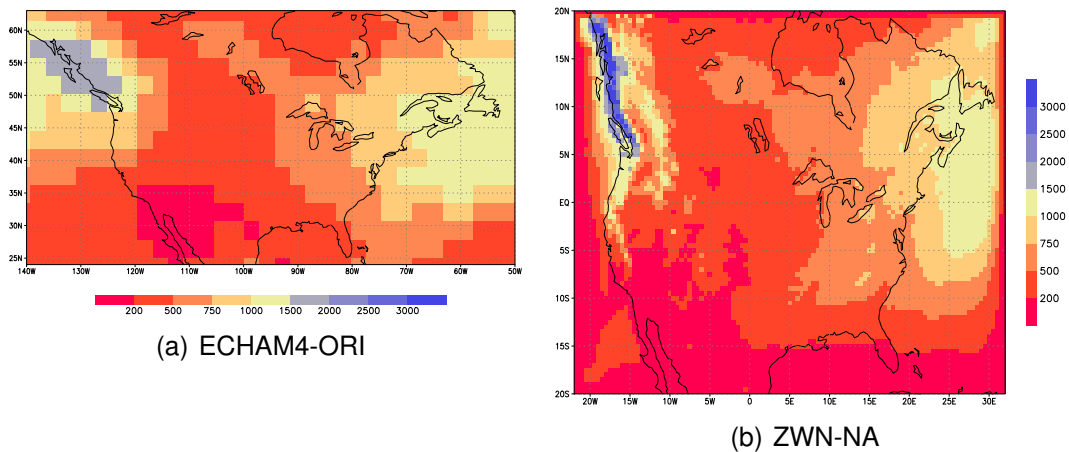 60N
55N
50N
45N
40N
35N
30N
25N
140W 130W 120W 110W 100W 90W 80W 70W 60W 50W
200 500 750 1000 1500 2000 2500 3000
(a) ECHAM4-ORI
20N
15N
10N
5N
EQ
5S
10S
15S
20S
20W 15W 10W 5W 0 5E 10E 15E 20E 25E 30E
3000
2500
2000
1500
1000
750
500
200
(b) ZWN-NA